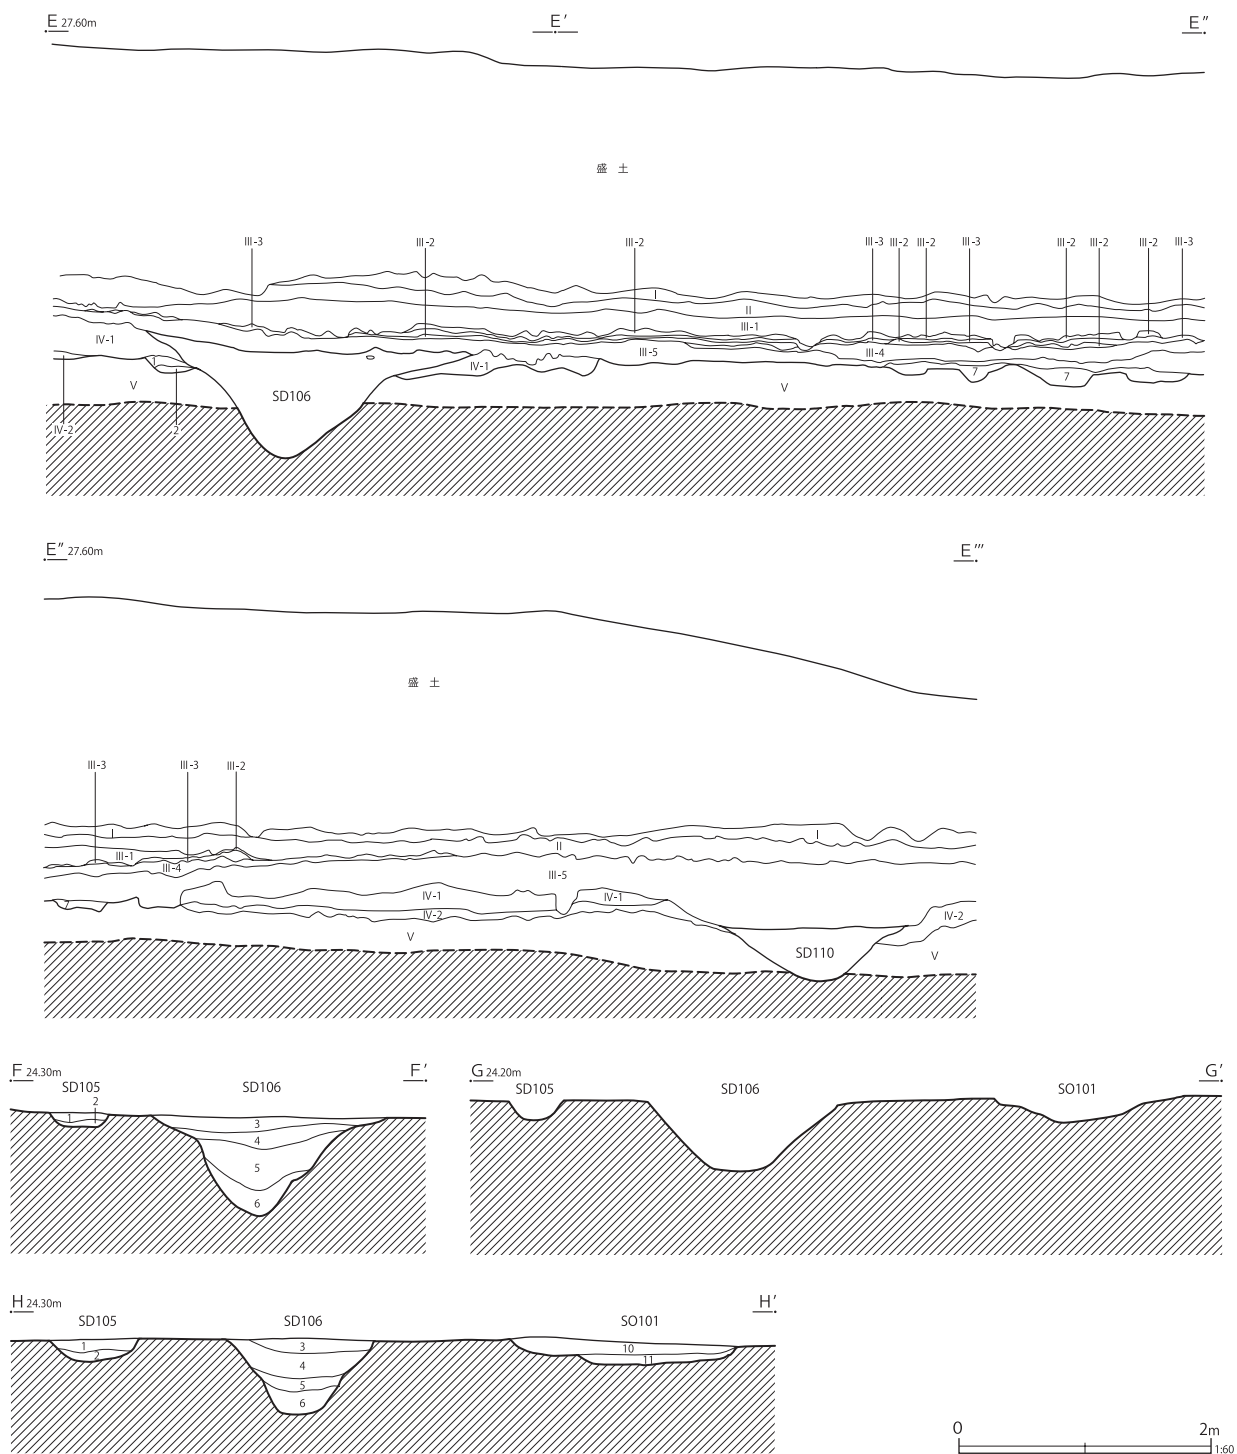 E 27.60m E′ E″
盛 土
III-3 III-2 III-2 III-3 III-2 III-2 III-3 III-2 III-2 III-2 III-3
I
II
III-1
IV-1 III-5 III-4
1 IV-1 7 7
V SD106 V
IV-2 2
E″ 27.60m E‴
盛 土
III-3 III-3 III-2
I I
II
III-1
III-4
III-5
IV-1 IV-1
7 IV-2 IV-2
V SD110 V
F 24.30m F′
SD105 SD106
2
1 3
4
5
6
G 24.20m G′
SD105 SD106 SO101
H 24.30m H′
SD105 SD106 SO101
1 3 10
2 4 11
5
6
0 2m
1:60